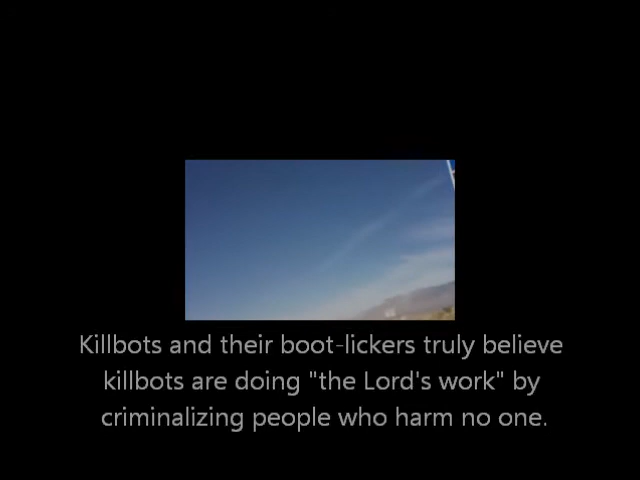 Killbots and their boot-lickers truly believe
killbots are doing "the Lord's work" by
criminalizing people who harm no one.